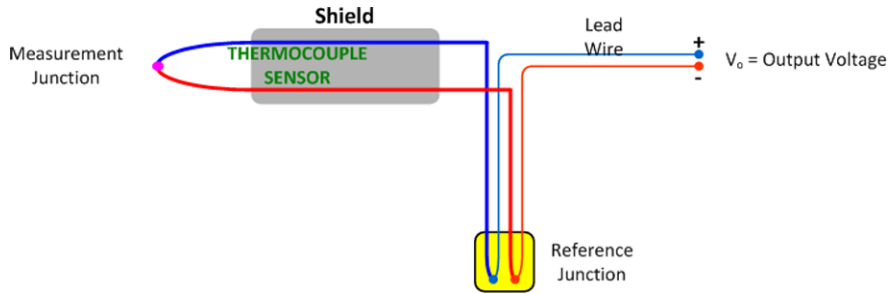 Shield
Measurement
Junction
THERMOCOUPLE
SENSOR
Lead
Wire
+
-
Vₒ = Output Voltage
Reference
Junction